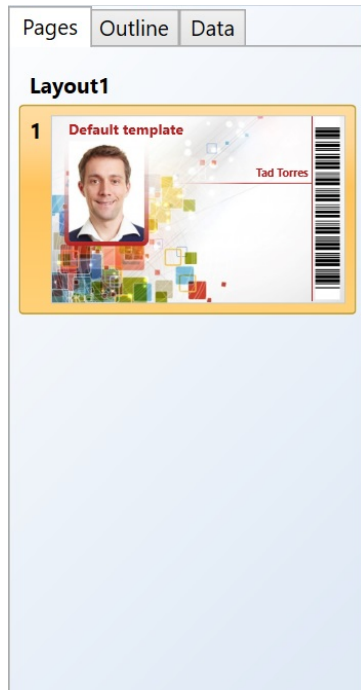 Pages Outline Data
Layout1
1
Default template
Tad Torres